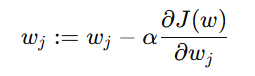 w_j := w_j − α ∂J(w)/∂w_j